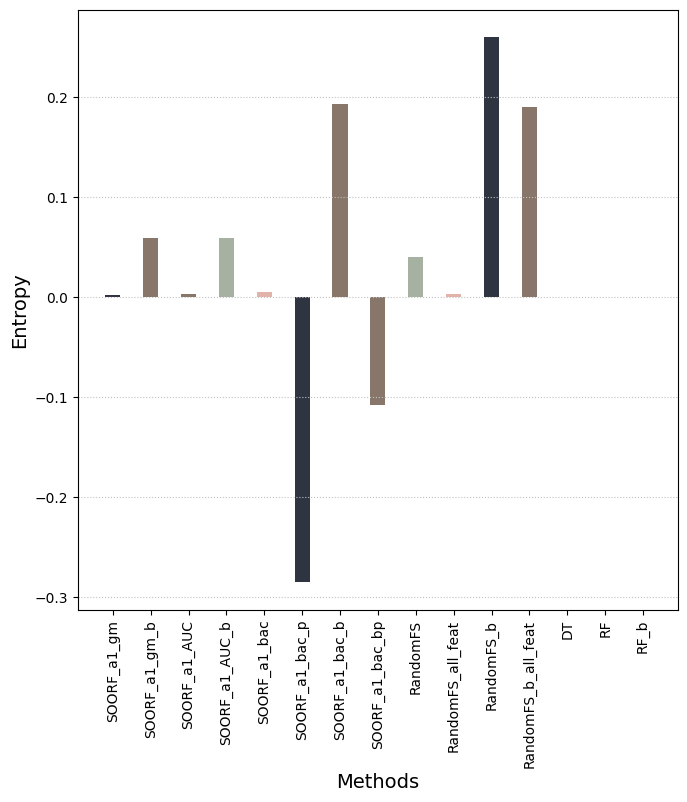 Entropy
0.2
0.1
0.0
−0.1
−0.2
−0.3
SOORF_a1_gm
SOORF_a1_gm_b
SOORF_a1_AUC
SOORF_a1_AUC_b
SOORF_a1_bac
SOORF_a1_bac_p
SOORF_a1_bac_b
SOORF_a1_bac_bp
RandomFS
RandomFS_all_feat
RandomFS_b
RandomFS_b_all_feat
DT
RF
RF_b
Methods